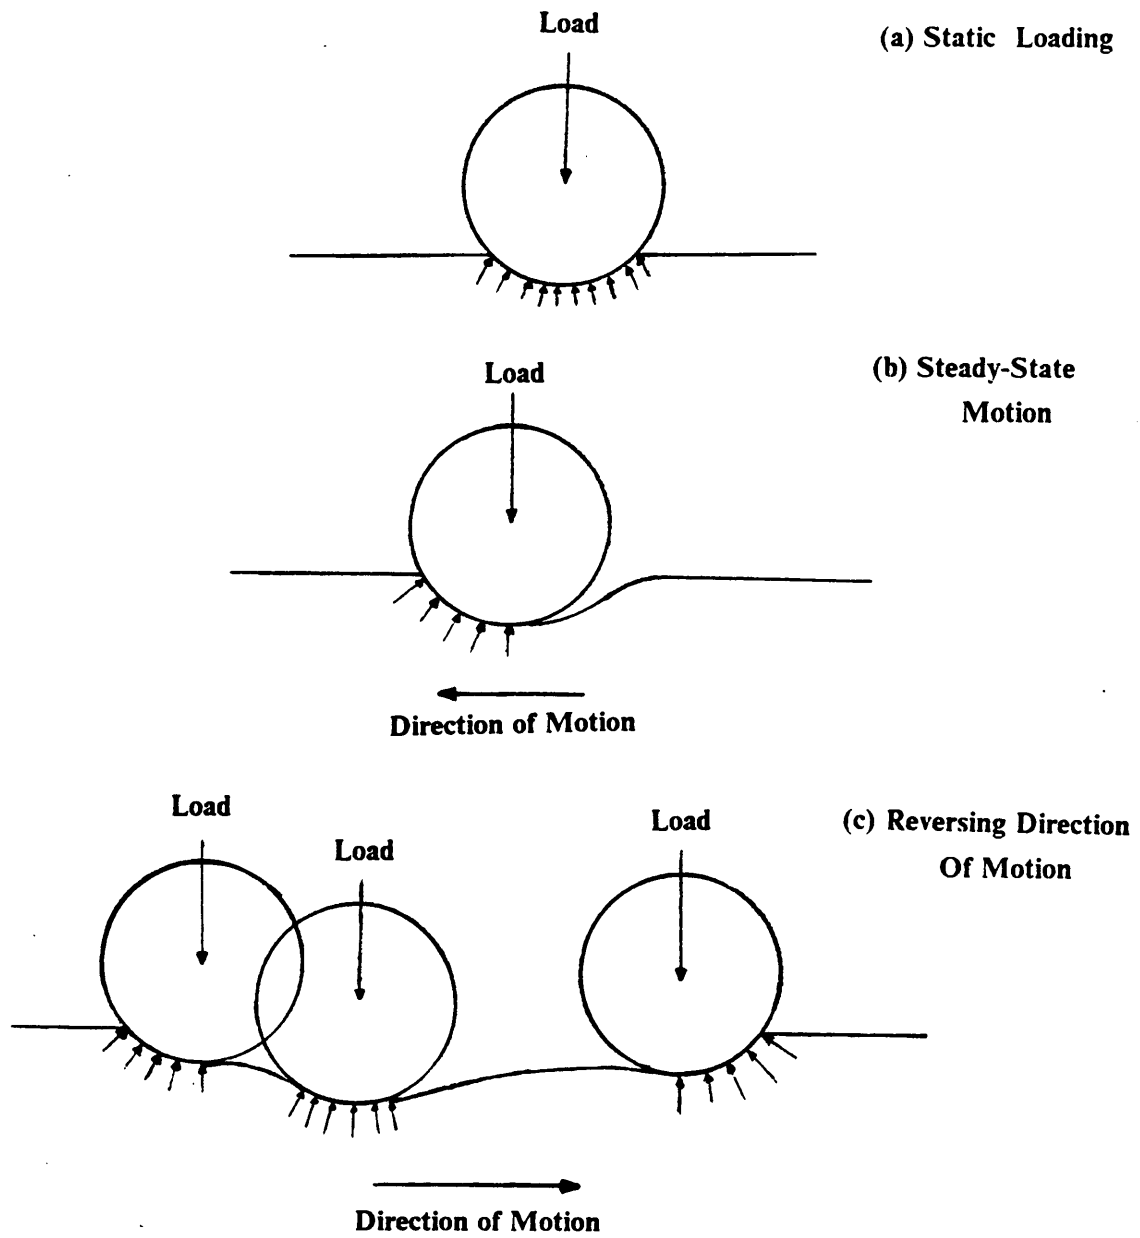 Load
(a) Static Loading
Load
(b) Steady-State
Motion
Direction of Motion
Load
Load
Load
(c) Reversing Direction
Of Motion
Direction of Motion